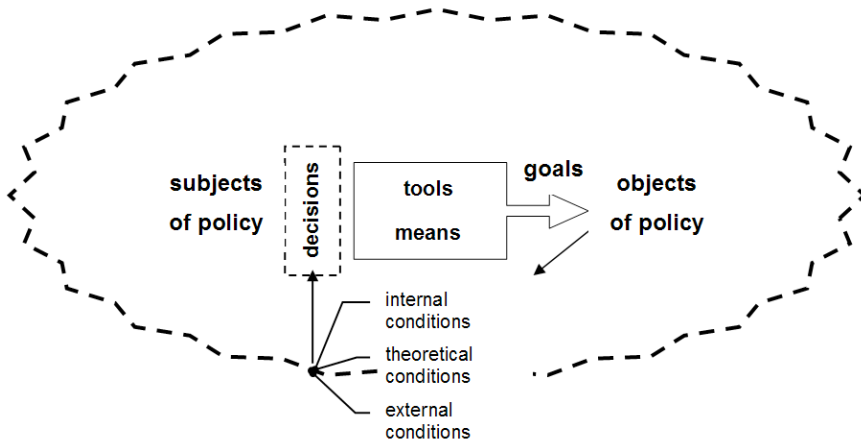 subjects
of policy
decisions
tools
means
goals
objects
of policy
internal
conditions
theoretical
conditions
external
conditions